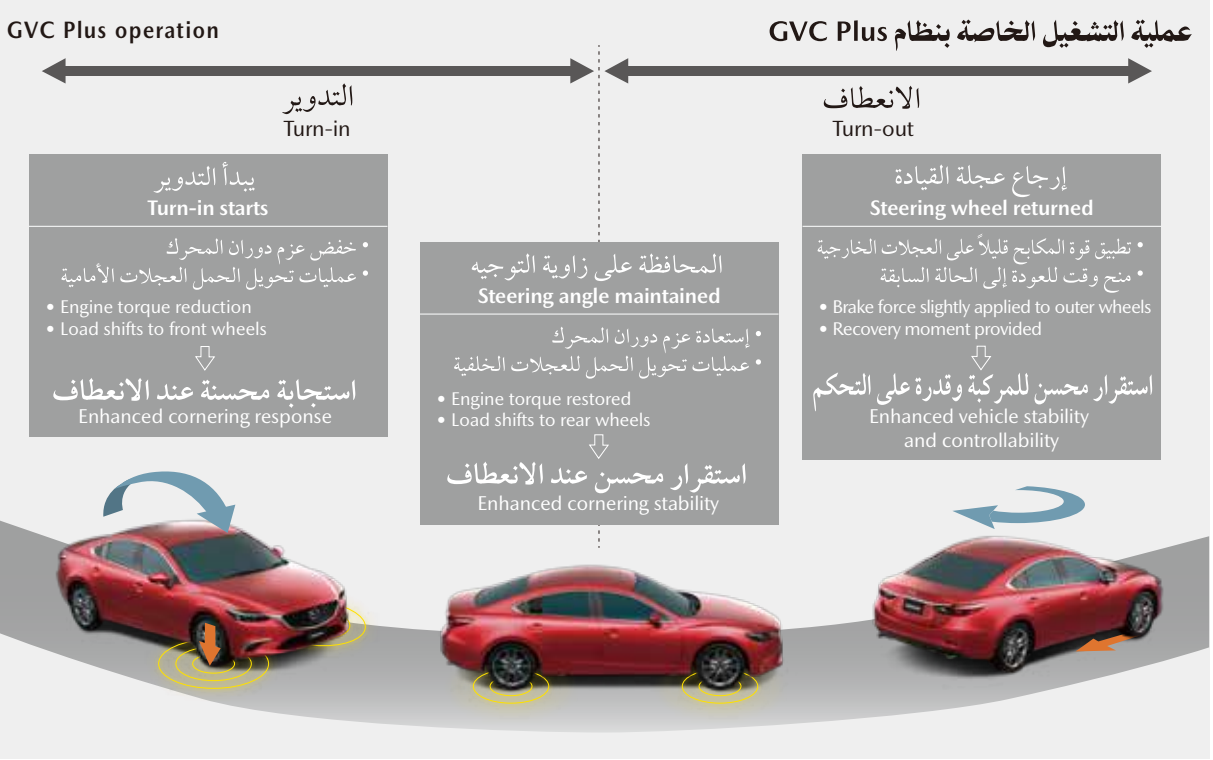 GVC Plus operation
عملية التشغيل الخاصة بنظام GVC Plus
التدوير
Turn-in
الانعطاف
Turn-out
يبدأ التدوير
Turn-in starts
• خفض عزم دوران المحرك
• عمليات تحويل الحمل العجلات الأمامية
• Engine torque reduction
• Load shifts to front wheels
استجابة محسنة عند الانعطاف
Enhanced cornering response
المحافظة على زاوية التوجيه
Steering angle maintained
• إستعادة عزم دوران المحرك
• عمليات تحويل الحمل للعجلات الخلفية
• Engine torque restored
• Load shifts to rear wheels
استقرار محسن عند الانعطاف
Enhanced cornering stability
إرجاع عجلة القيادة
Steering wheel returned
• تطبيق قوة المكابح قليلاً على العجلات الخارجية
• منح وقت للعودة إلى الحالة السابقة
• Brake force slightly applied to outer wheels
• Recovery moment provided
استقرار محسن للمركبة وقدرة على التحكم
Enhanced vehicle stability
and controllability